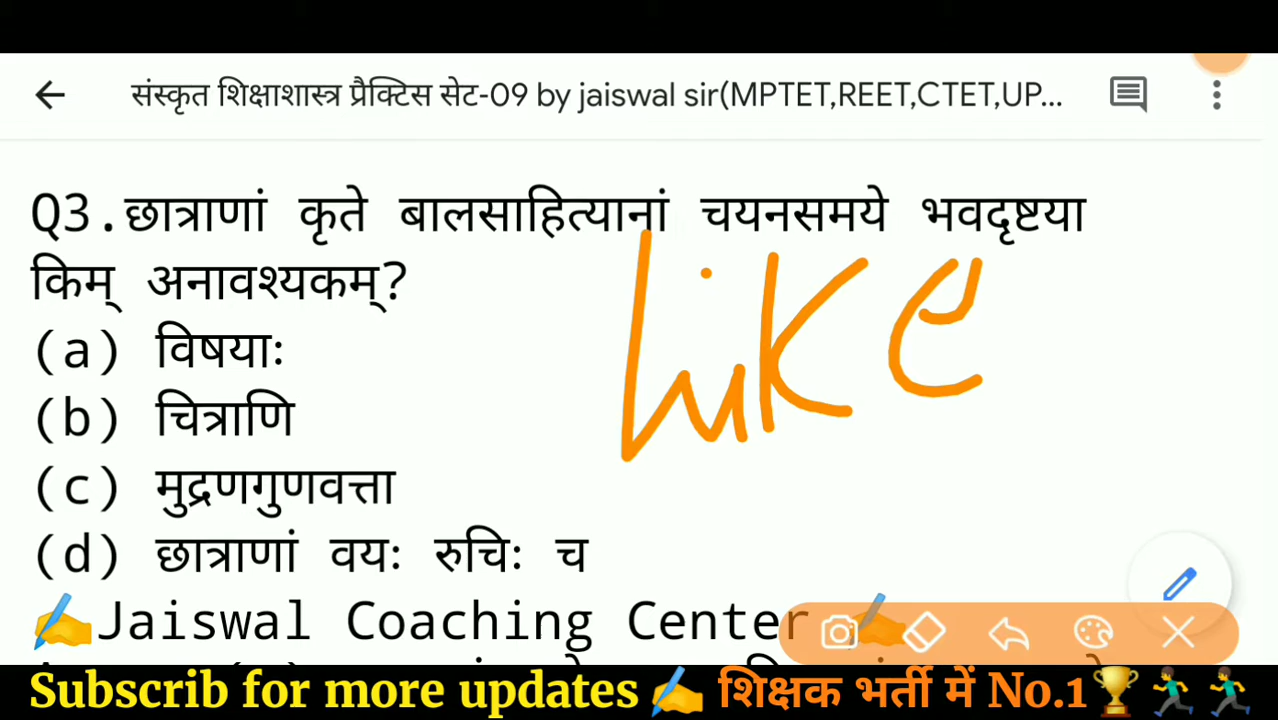 संस्कृत शिक्षाशास्त्र प्रैक्टिस सेट-09 by jaiswal sir(MPTET,REET,CTET,UP...
Q3.छात्राणां कृते बालसाहित्यानां चयनसमये भवदृष्टया
किम् अनावश्यकम्?
Like
(a) विषयाः
(b) चित्राणि
(c) मुद्रणगुणवत्ता
(d) छात्राणां वयः रुचिः च
✍Jaiswal Coaching Center ✍
Subscrib for more updates ✍ शिक्षक भर्ती में No.1🏆🏃‍♂️🏃‍♂️